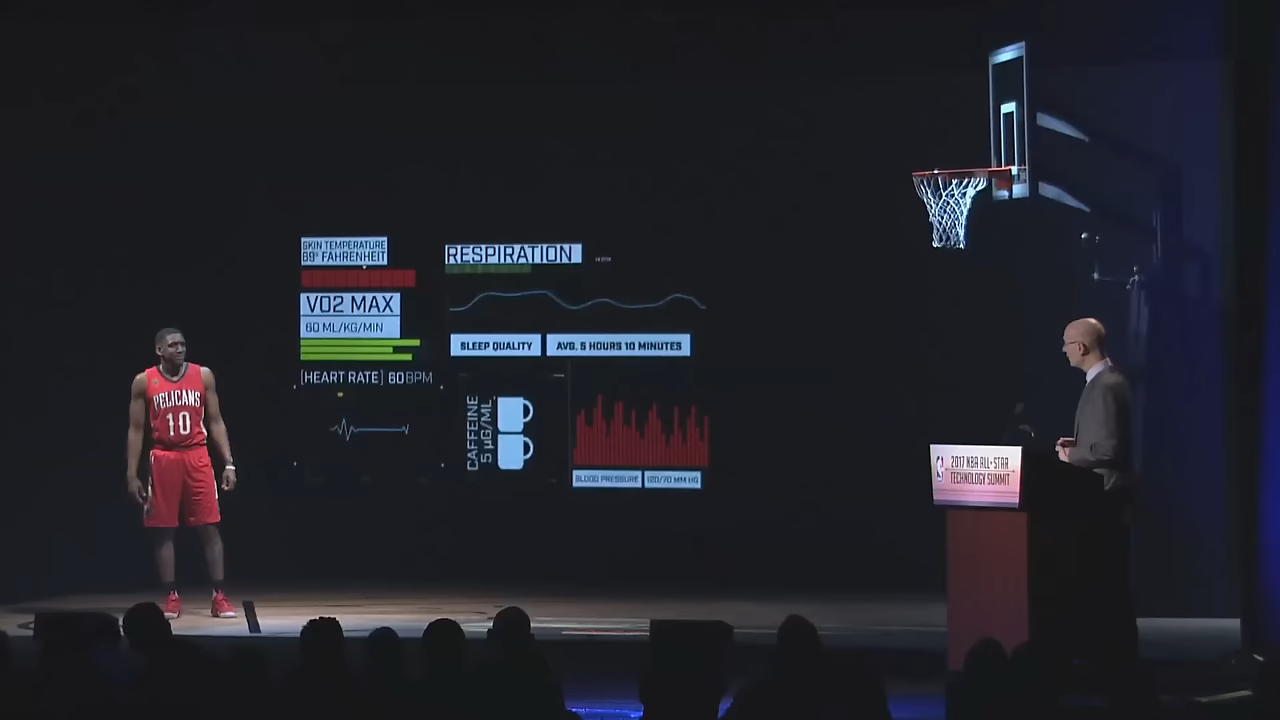 SKIN TEMPERATURE
89° FAHRENHEIT
VO2 MAX
60 ML/KG/MIN
[HEART RATE] 60BPM
RESPIRATION
SLEEP QUALITY
AVG. 5 HOURS 10 MINUTES
CAFFEINE
5 µG/ML
BLOOD PRESSURE
120/70 MM HG
PELICANS
10
2017 NBA ALL-STAR
TECHNOLOGY SUMMIT